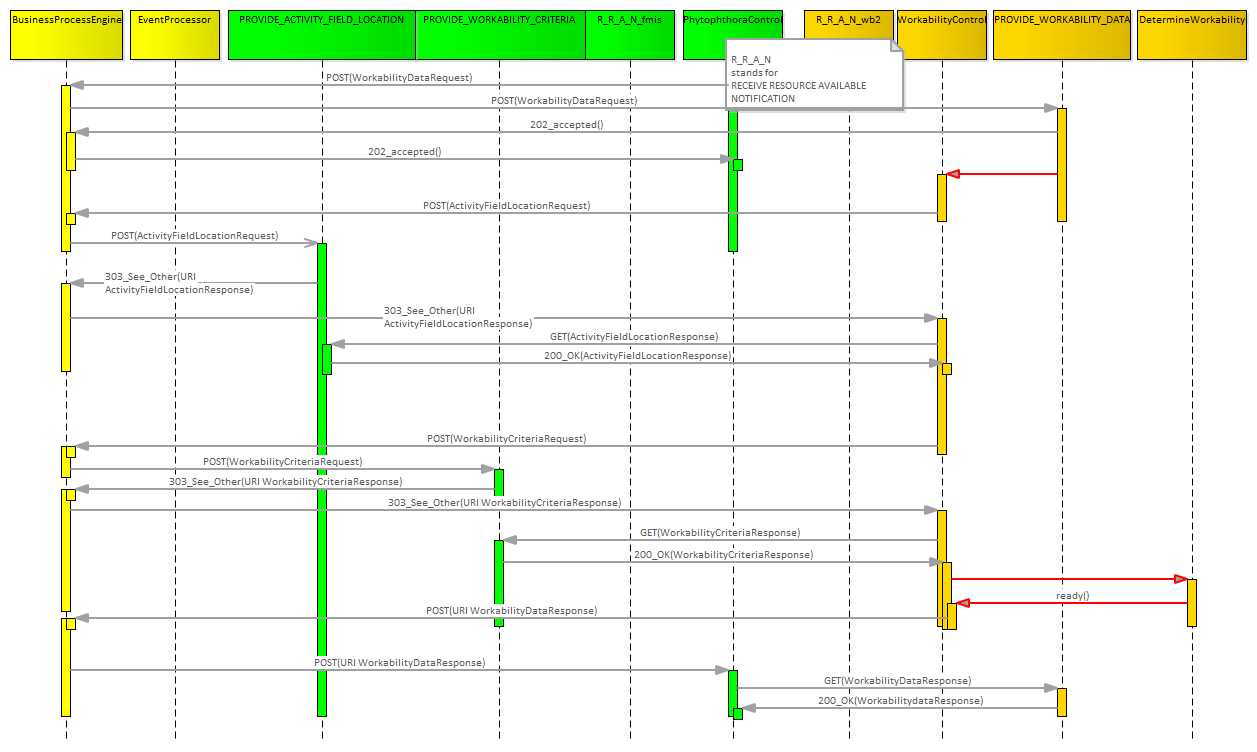 BusinessProcessEngine
EventProcessor
PROVIDE_ACTIVITY_FIELD_LOCATION
PROVIDE_WORKABILITY_CRITERIA
R_R_A_N_fmis
PhytophthoraControl
R_R_A_N_wb2
WorkabilityControl
PROVIDE_WORKABILITY_DATA
DetermineWorkability
R_R_A_N
stands for
RECEIVE RESOURCE AVAILABLE
NOTIFICATION
POST(WorkabilityDataRequest)
POST(WorkabilityDataRequest)
202_accepted()
202_accepted()
POST(ActivityFieldLocationRequest)
POST(ActivityFieldLocationRequest)
303_See_Other(URI
ActivityFieldLocationResponse)
303_See_Other(URI
ActivityFieldLocationResponse)
GET(ActivityFieldLocationResponse)
200_OK(ActivityFieldLocationResponse)
POST(WorkabilityCriteriaRequest)
POST(WorkabilityCriteriaRequest)
303_See_Other(URI WorkabilityCriteriaResponse)
303_See_Other(URI WorkabilityCriteriaResponse)
GET(WorkabilityCriteriaResponse)
200_OK(WorkabilityCriteriaResponse)
ready()
POST(URI WorkabilityDataResponse)
POST(URI WorkabilityDataResponse)
GET(WorkabilityDataResponse)
200_OK(WorkabilitydataResponse)